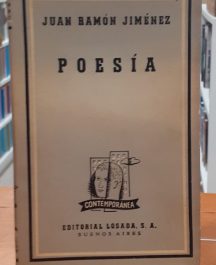 JUAN RAMÓN JIMÉNEZ
POESÍA
CONTEMPORÁNEA
EDITORIAL LOSADA, S. A.
BUENOS AIRES